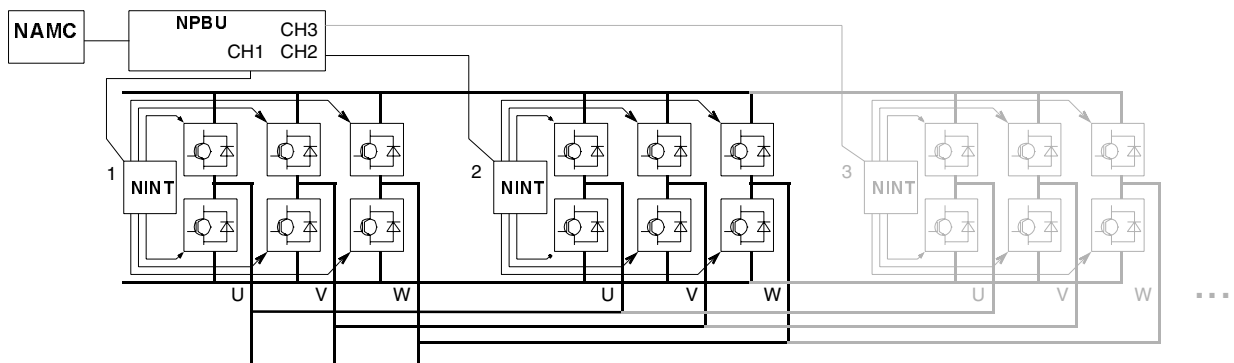 NAMC
NPBU
CH3
CH1 CH2
1
NINT
2
NINT
3
NINT
U V W
U V W
U V W
...